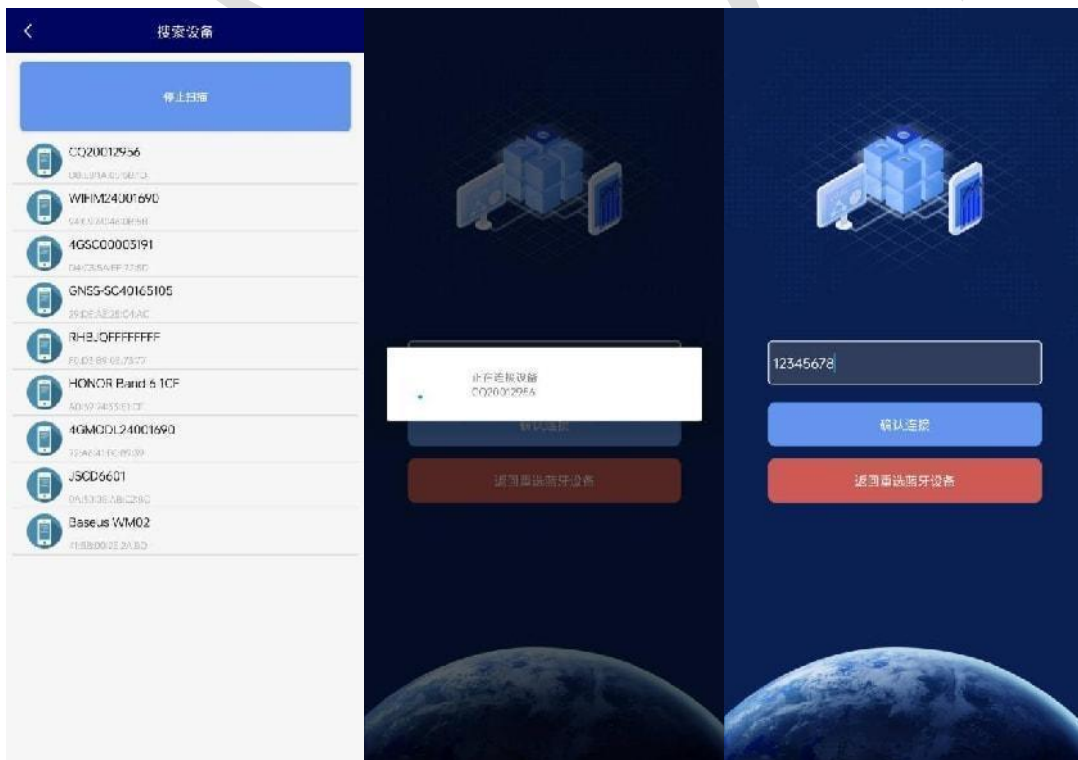 搜索设备
停止扫描
CQ20012956
WIFIM24001690
4GSC00003191
GNSS-SC40165105
RHBJQFFFFFFFF
HONOR Band 6 1CF
4GMODL24001690
JSCD6601
Baseus WM02
正在连接设备
CQ20012956
确认连接
返回重选蓝牙设备
12345678
确认连接
返回重选蓝牙设备